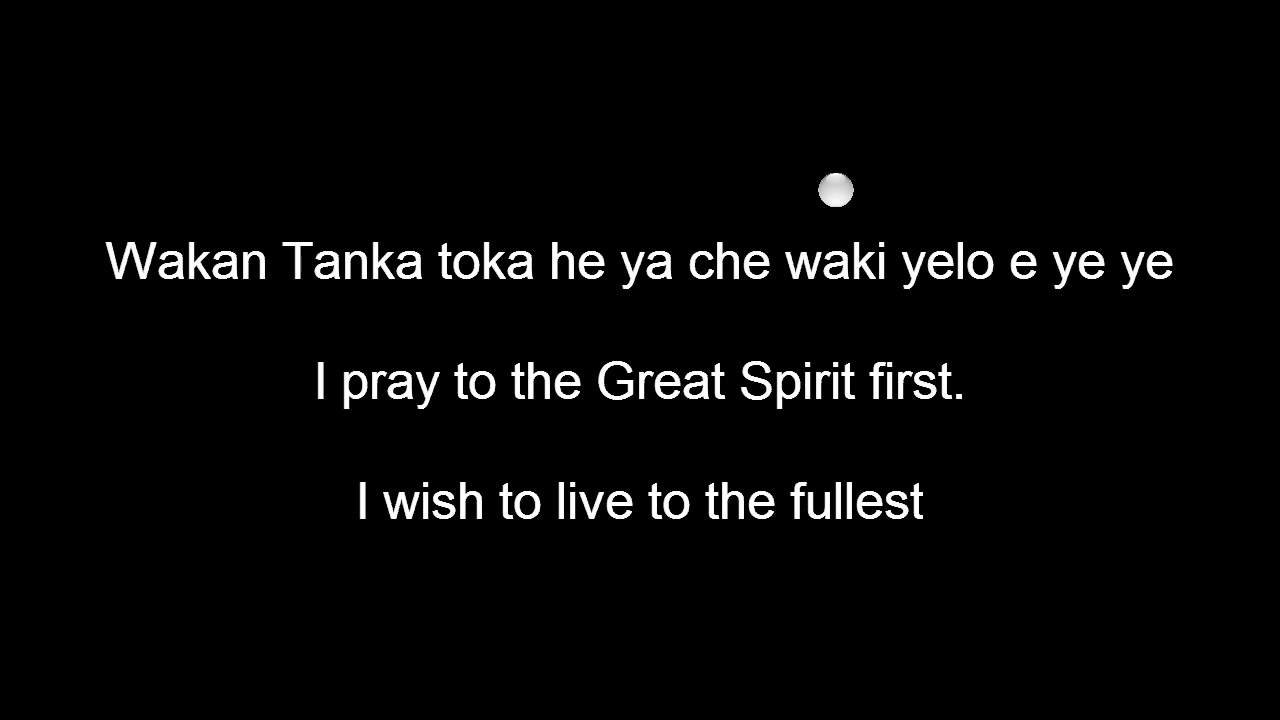 Wakan Tanka toka he ya che waki yelo e ye ye
I pray to the Great Spirit first.
I wish to live to the fullest